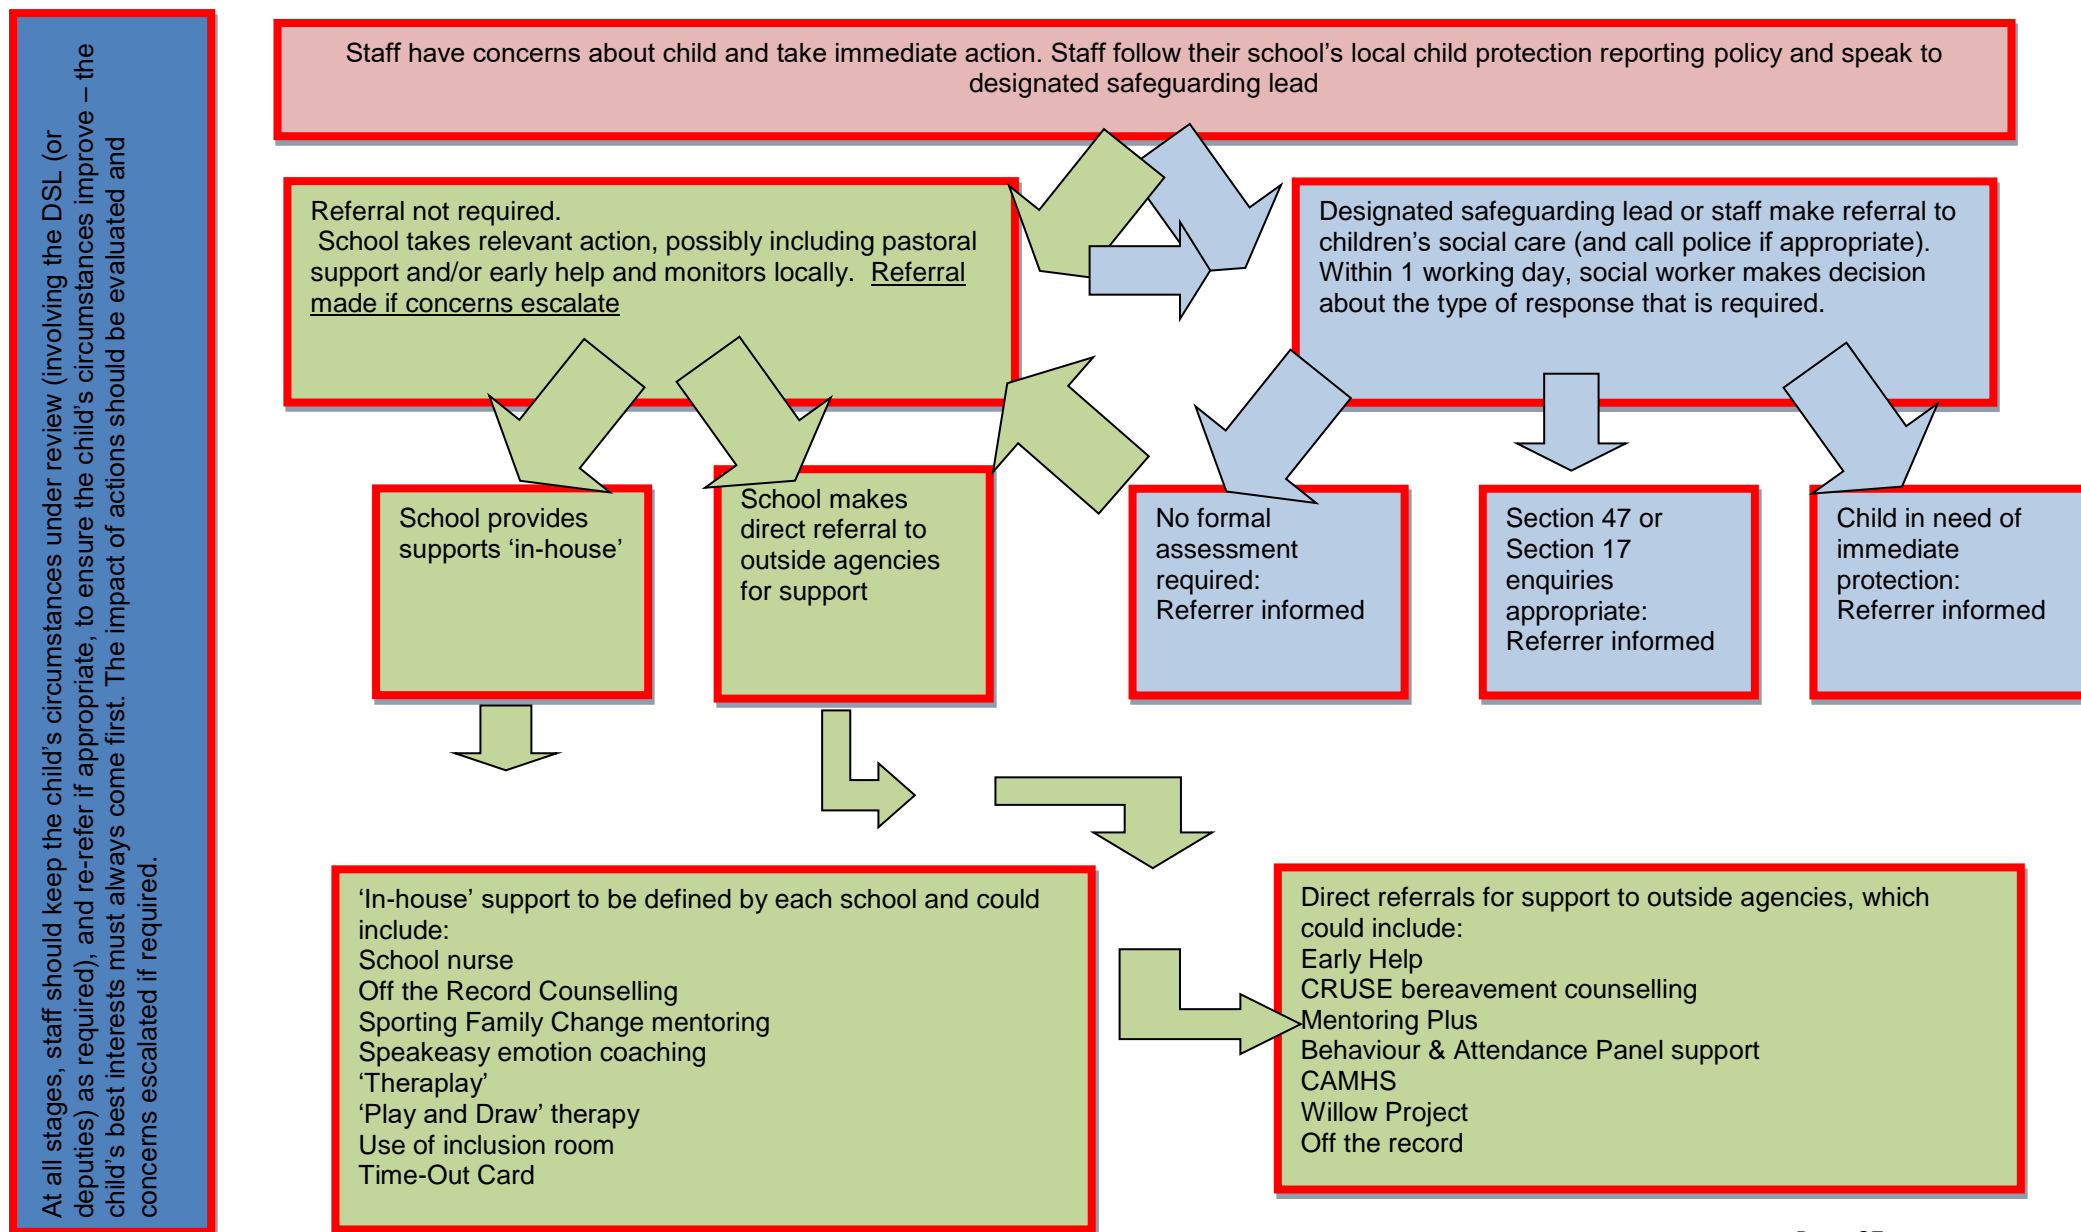 At all stages, staff should keep the child’s circumstances under review (involving the DSL (or
deputies) as required), and re-refer if appropriate, to ensure the child’s circumstances improve – the
child’s best interests must always come first. The impact of actions should be evaluated and
concerns escalated if required.
Staff have concerns about child and take immediate action. Staff follow their school’s local child protection reporting policy and speak to
designated safeguarding lead
Referral not required.
School takes relevant action, possibly including pastoral
support and/or early help and monitors locally. Referral
made if concerns escalate
Designated safeguarding lead or staff make referral to
children’s social care (and call police if appropriate).
Within 1 working day, social worker makes decision
about the type of response that is required.
School provides
supports ‘in-house’
School makes
direct referral to
outside agencies
for support
No formal
assessment
required:
Referrer informed
Section 47 or
Section 17
enquiries
appropriate:
Referrer informed
Child in need of
immediate
protection:
Referrer informed
‘In-house’ support to be defined by each school and could
include:
School nurse
Off the Record Counselling
Sporting Family Change mentoring
Speakeasy emotion coaching
‘Theraplay’
‘Play and Draw’ therapy
Use of inclusion room
Time-Out Card
Direct referrals for support to outside agencies, which
could include:
Early Help
CRUSE bereavement counselling
Mentoring Plus
Behaviour & Attendance Panel support
CAMHS
Willow Project
Off the record